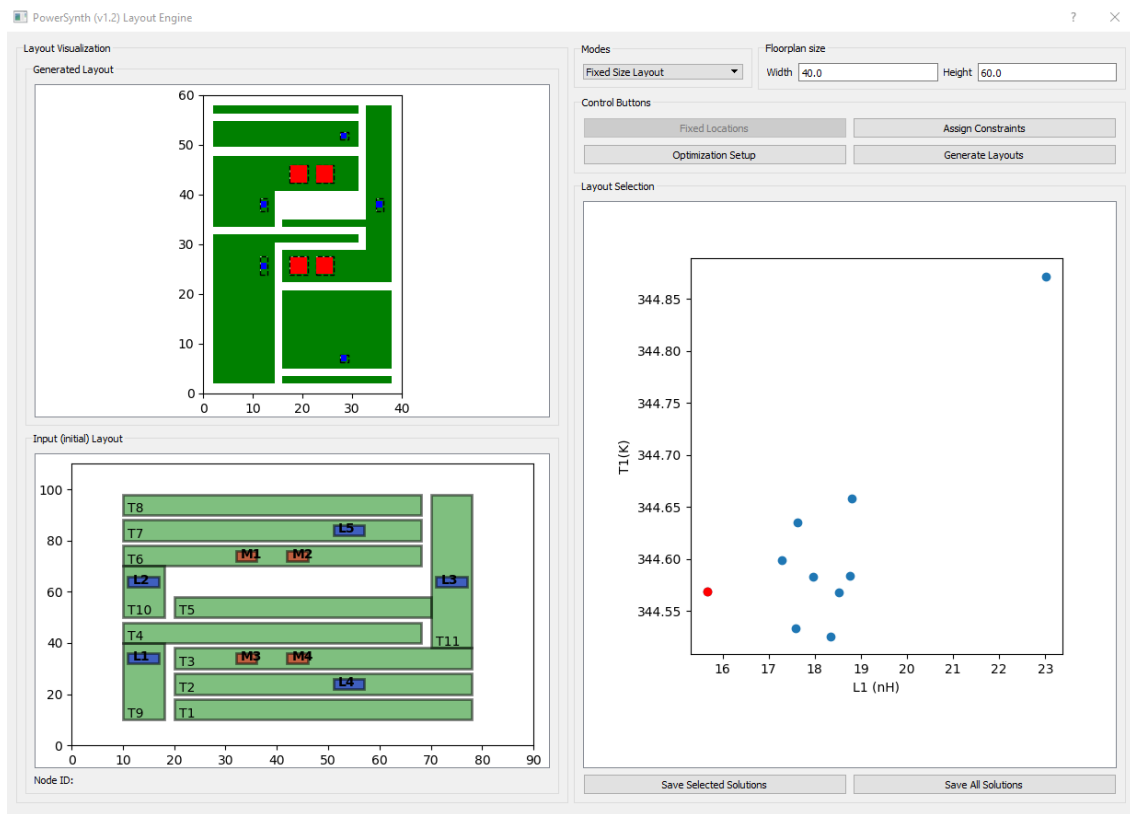 PowerSynth (v1.2) Layout Engine
? ×
Layout Visualization
Generated Layout
60
50
40
30
20
10
0
0 10 20 30 40
Input (initial) Layout
100
80
60
40
20
0
T8
T7
L5
T6
M1
M2
L2
L3
T10
T5
T4
T11
L1
M3
M4
T3
T2
L4
T9
T1
0 10 20 30 40 50 60 70 80 90
Node ID:
Modes
Fixed Size Layout
Floorplan size
Width 40.0 Height 60.0
Control Buttons
Fixed Locations
Assign Constraints
Optimization Setup
Generate Layouts
Layout Selection
344.85
344.80
344.75
344.70
344.65
344.60
344.55
T1(K)
16 17 18 19 20 21 22 23
L1 (nH)
Save Selected Solutions
Save All Solutions